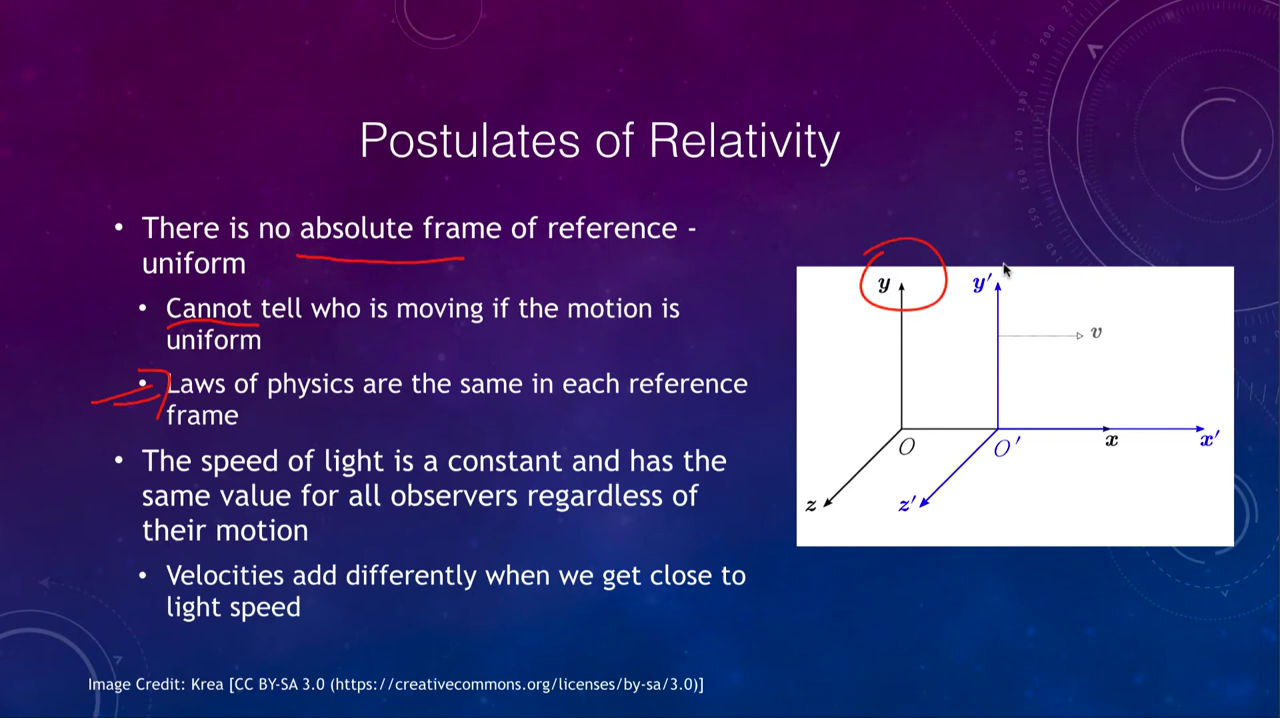 Postulates of Relativity
• There is no absolute frame of reference -
uniform
• Cannot tell who is moving if the motion is
uniform
• Laws of physics are the same in each reference
frame
• The speed of light is a constant and has the
same value for all observers regardless of
their motion
• Velocities add differently when we get close to
light speed
y y′
v
O O′ x x′
z z′
Image Credit: Krea [CC BY-SA 3.0 (https://creativecommons.org/licenses/by-sa/3.0)]